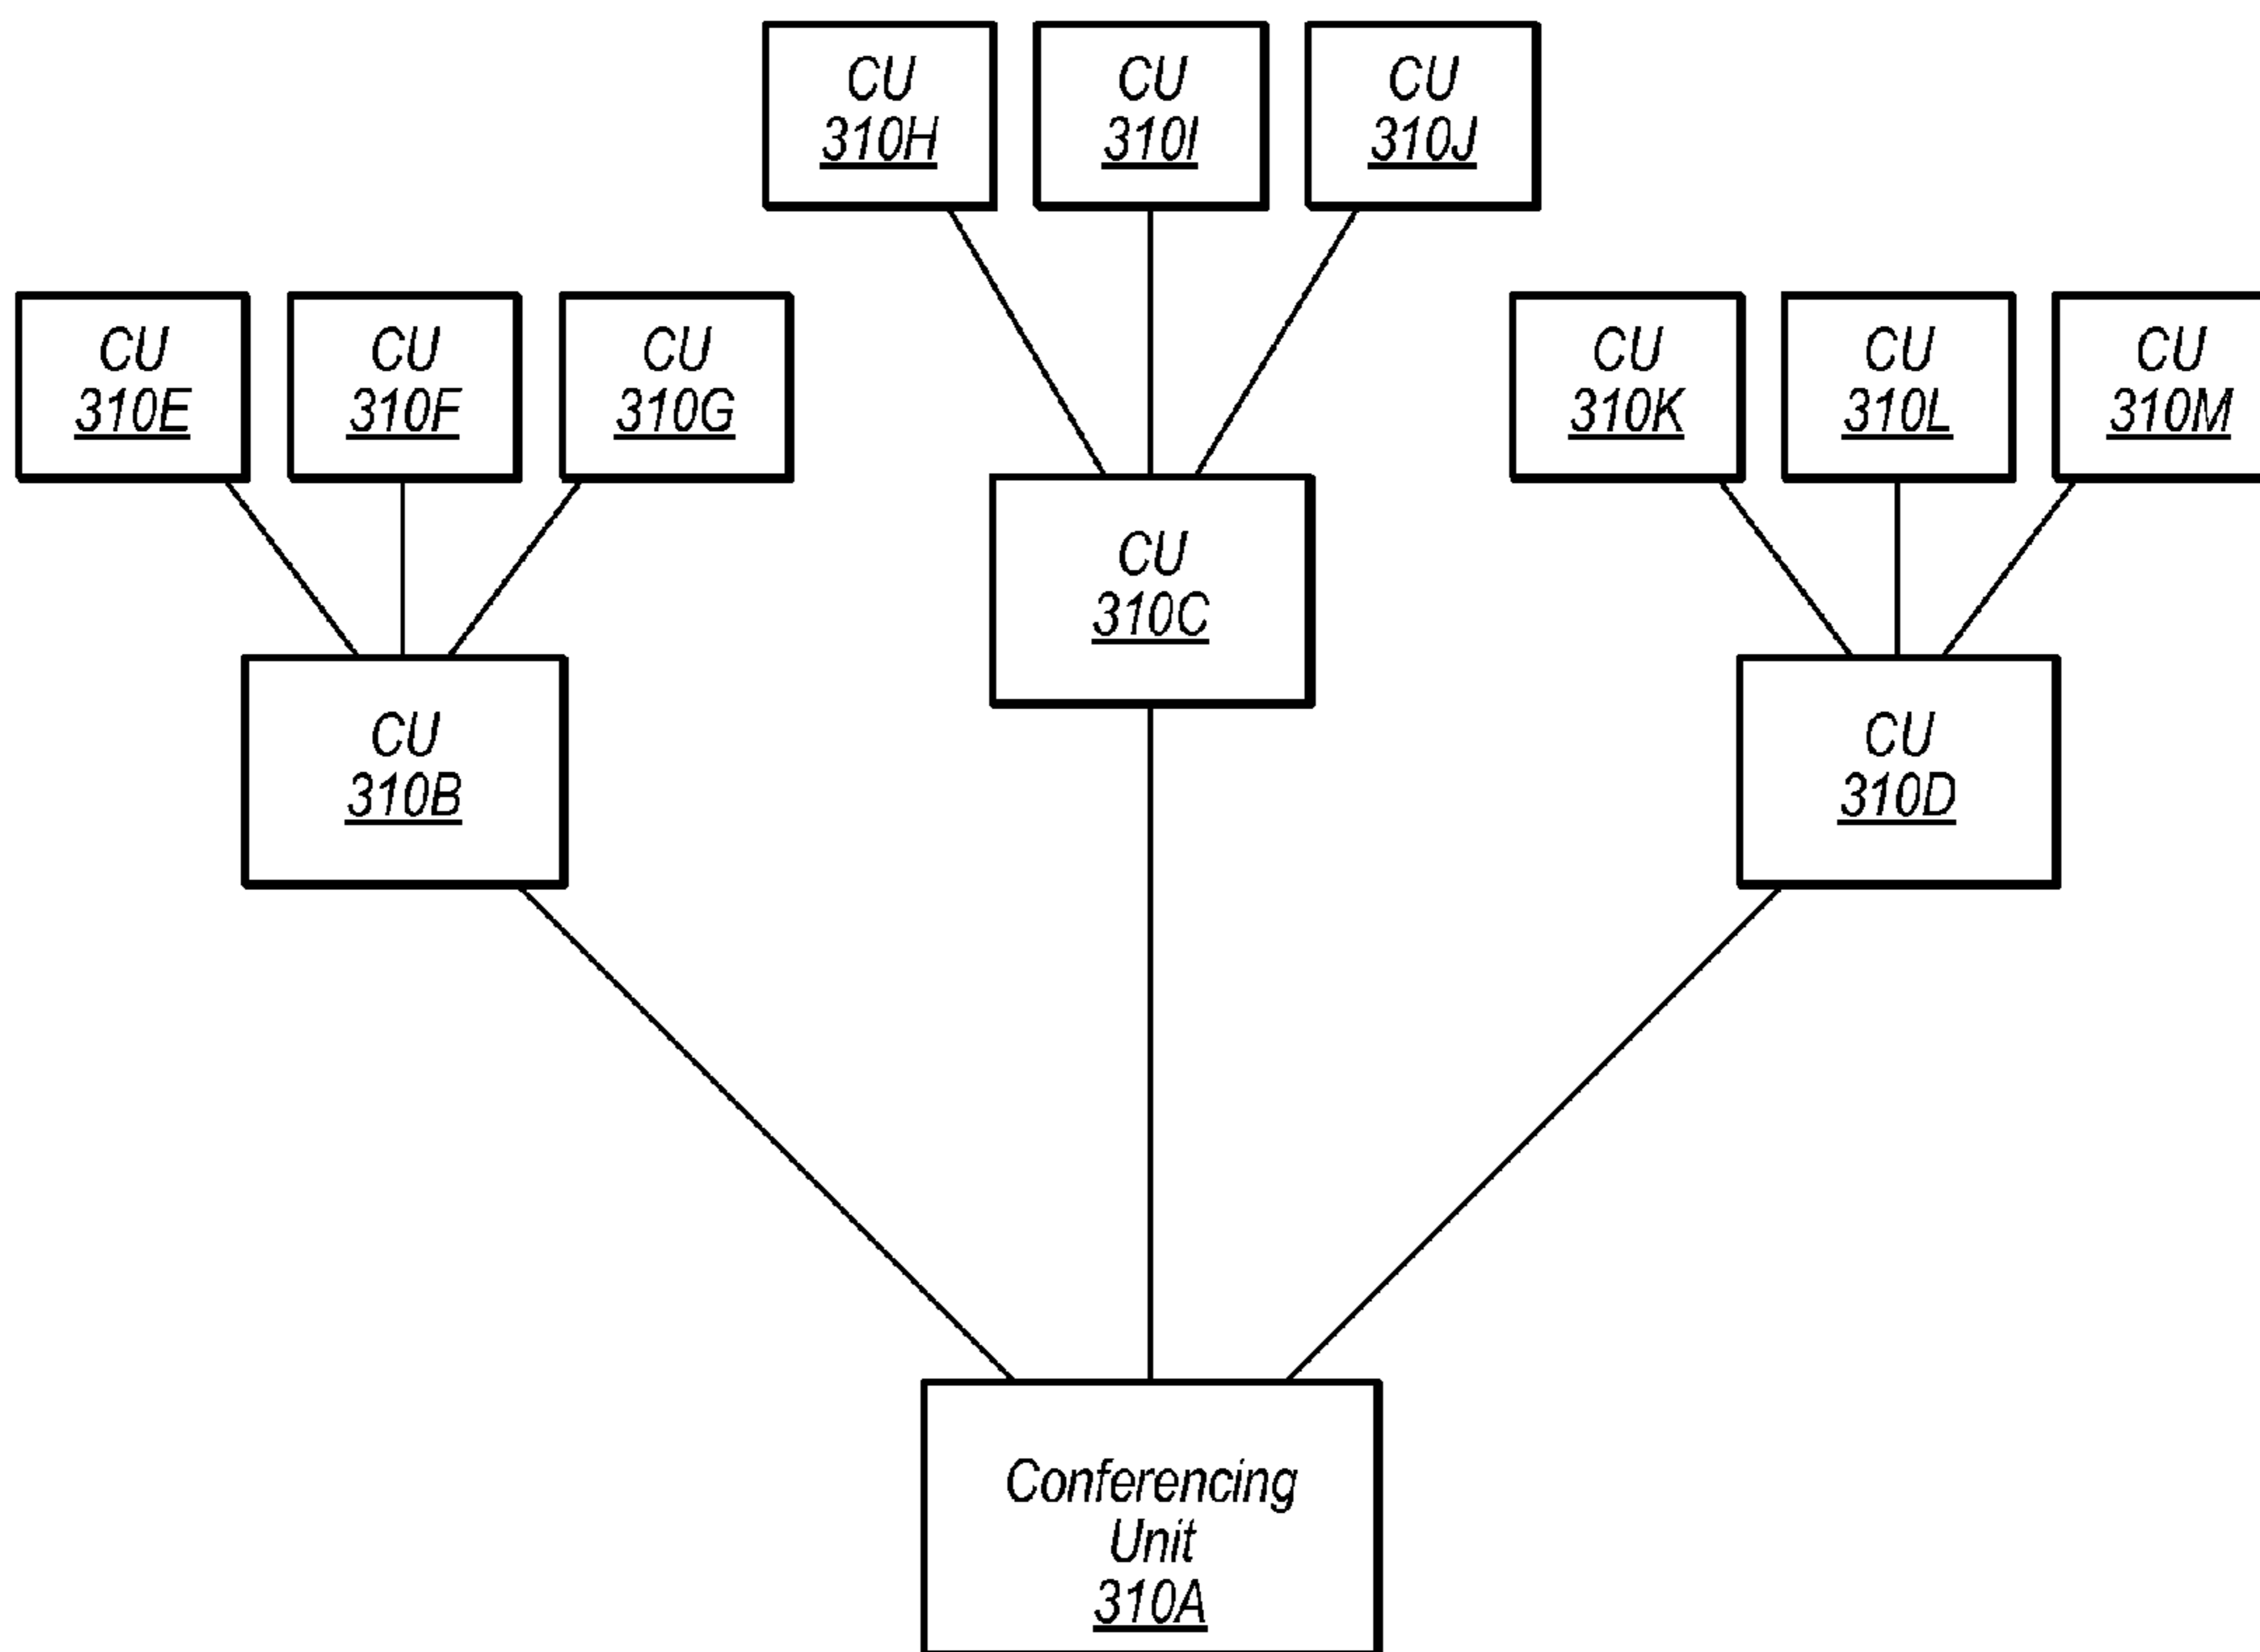 CU
310H
CU
310I
CU
310J
CU
310E
CU
310F
CU
310G
CU
310K
CU
310L
CU
310M
CU
310C
CU
310B
CU
310D
Conferencing
Unit
310A